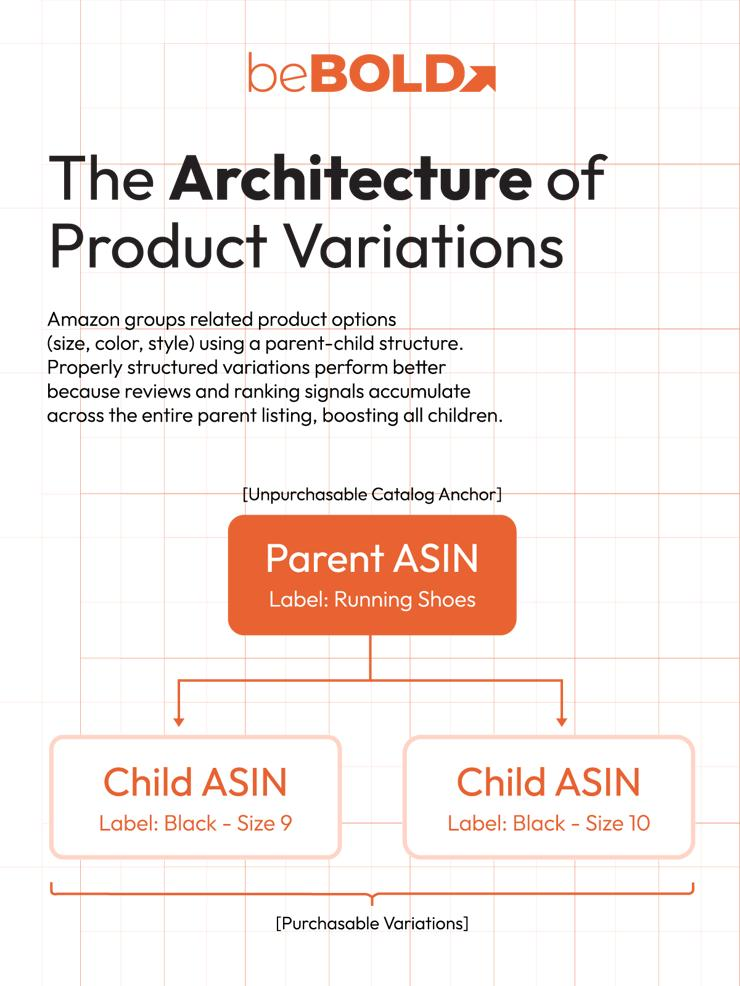 beBOLD
The Architecture of
Product Variations
Amazon groups related product options
(size, color, style) using a parent-child structure.
Properly structured variations perform better
because reviews and ranking signals accumulate
across the entire parent listing, boosting all children.
[Unpurchasable Catalog Anchor]
Parent ASIN
Label: Running Shoes
Child ASIN
Label: Black - Size 9
Child ASIN
Label: Black - Size 10
[Purchasable Variations]